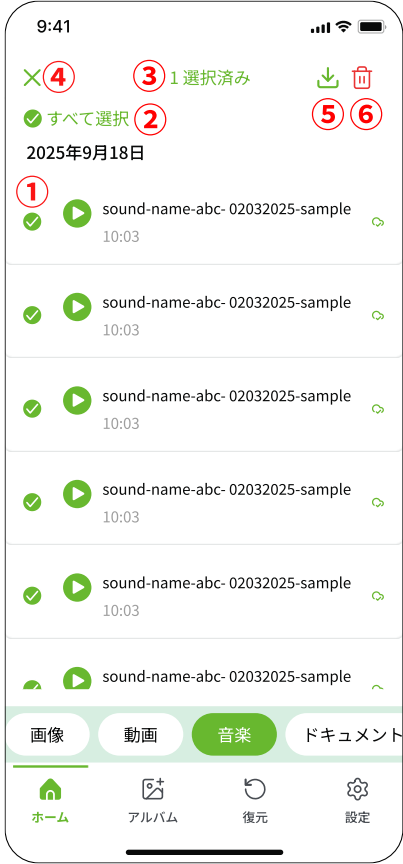 9:41
④ ③ 1 選択済み
すべて選択 ②
⑤ ⑥
2025年9月18日
①
sound-name-abc- 02032025-sample
10:03
sound-name-abc- 02032025-sample
10:03
sound-name-abc- 02032025-sample
10:03
sound-name-abc- 02032025-sample
10:03
sound-name-abc- 02032025-sample
10:03
sound-name-abc- 02032025-sample
画像 動画 音楽 ドキュメント
ホーム アルバム 復元 設定